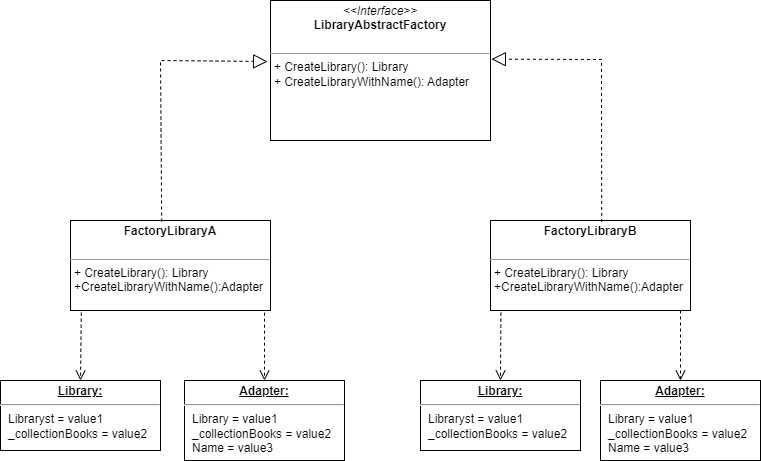 <<Interface>>
LibraryAbstractFactory
+ CreateLibrary(): Library
+ CreateLibraryWithName(): Adapter
FactoryLibraryA
+ CreateLibrary(): Library
+CreateLibraryWithName():Adapter
FactoryLibraryB
+ CreateLibrary(): Library
+CreateLibraryWithName():Adapter
Library:
Libraryst = value1
_collectionBooks = value2
Adapter:
Library = value1
_collectionBooks = value2
Name = value3
Library:
Libraryst = value1
_collectionBooks = value2
Adapter:
Library = value1
_collectionBooks = value2
Name = value3